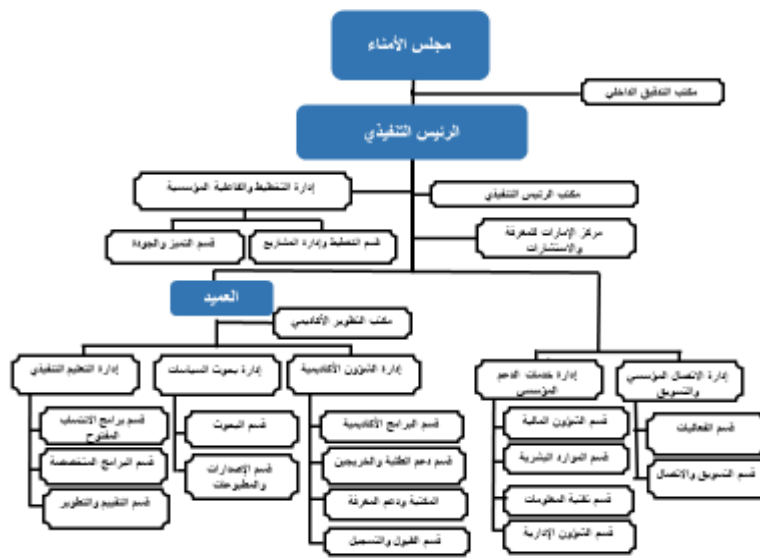 مجلس الأمناء
مكتب التدقيق الداخلي
الرئيس التنفيذي
إدارة التخطيط والفاعلية المؤسسية
مكتب الرئيس التنفيذي
قسم التخطيط وإدارة المشاريع
قسم التميز والجودة
مركز الإمارات للمعرفة
والاستشارات
العميد
مكتب التطوير الأكاديمي
إدارة الاتصال المؤسسي
والتسويق
قسم الفعاليات
قسم التسويق والاتصال
إدارة خدمات الدعم
المؤسسي
قسم الشؤون المالية
قسم الموارد البشرية
قسم تقنية المعلومات
قسم الشؤون الإدارية
إدارة الشؤون الأكاديمية
قسم البرامج الأكاديمية
قسم دعم الطلبة والخريجين
المكتبة ودعم المعرفة
قسم القبول والتسجيل
إدارة بحوث السياسات
قسم البحوث
قسم الإصدارات
والمطبوعات
إدارة التعليم التنفيذي
قسم برامج الانتساب
المفتوح
قسم البرامج المتخصصة
قسم التقييم والتطوير